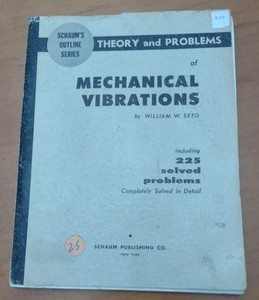 SCHAUM'S
OUTLINE
SERIES
THEORY and PROBLEMS
of
MECHANICAL
VIBRATIONS
by WILLIAM W. SETO
including
225
solved
problems
Completely Solved in Detail
25
SCHAUM PUBLISHING CO.
NEW YORK